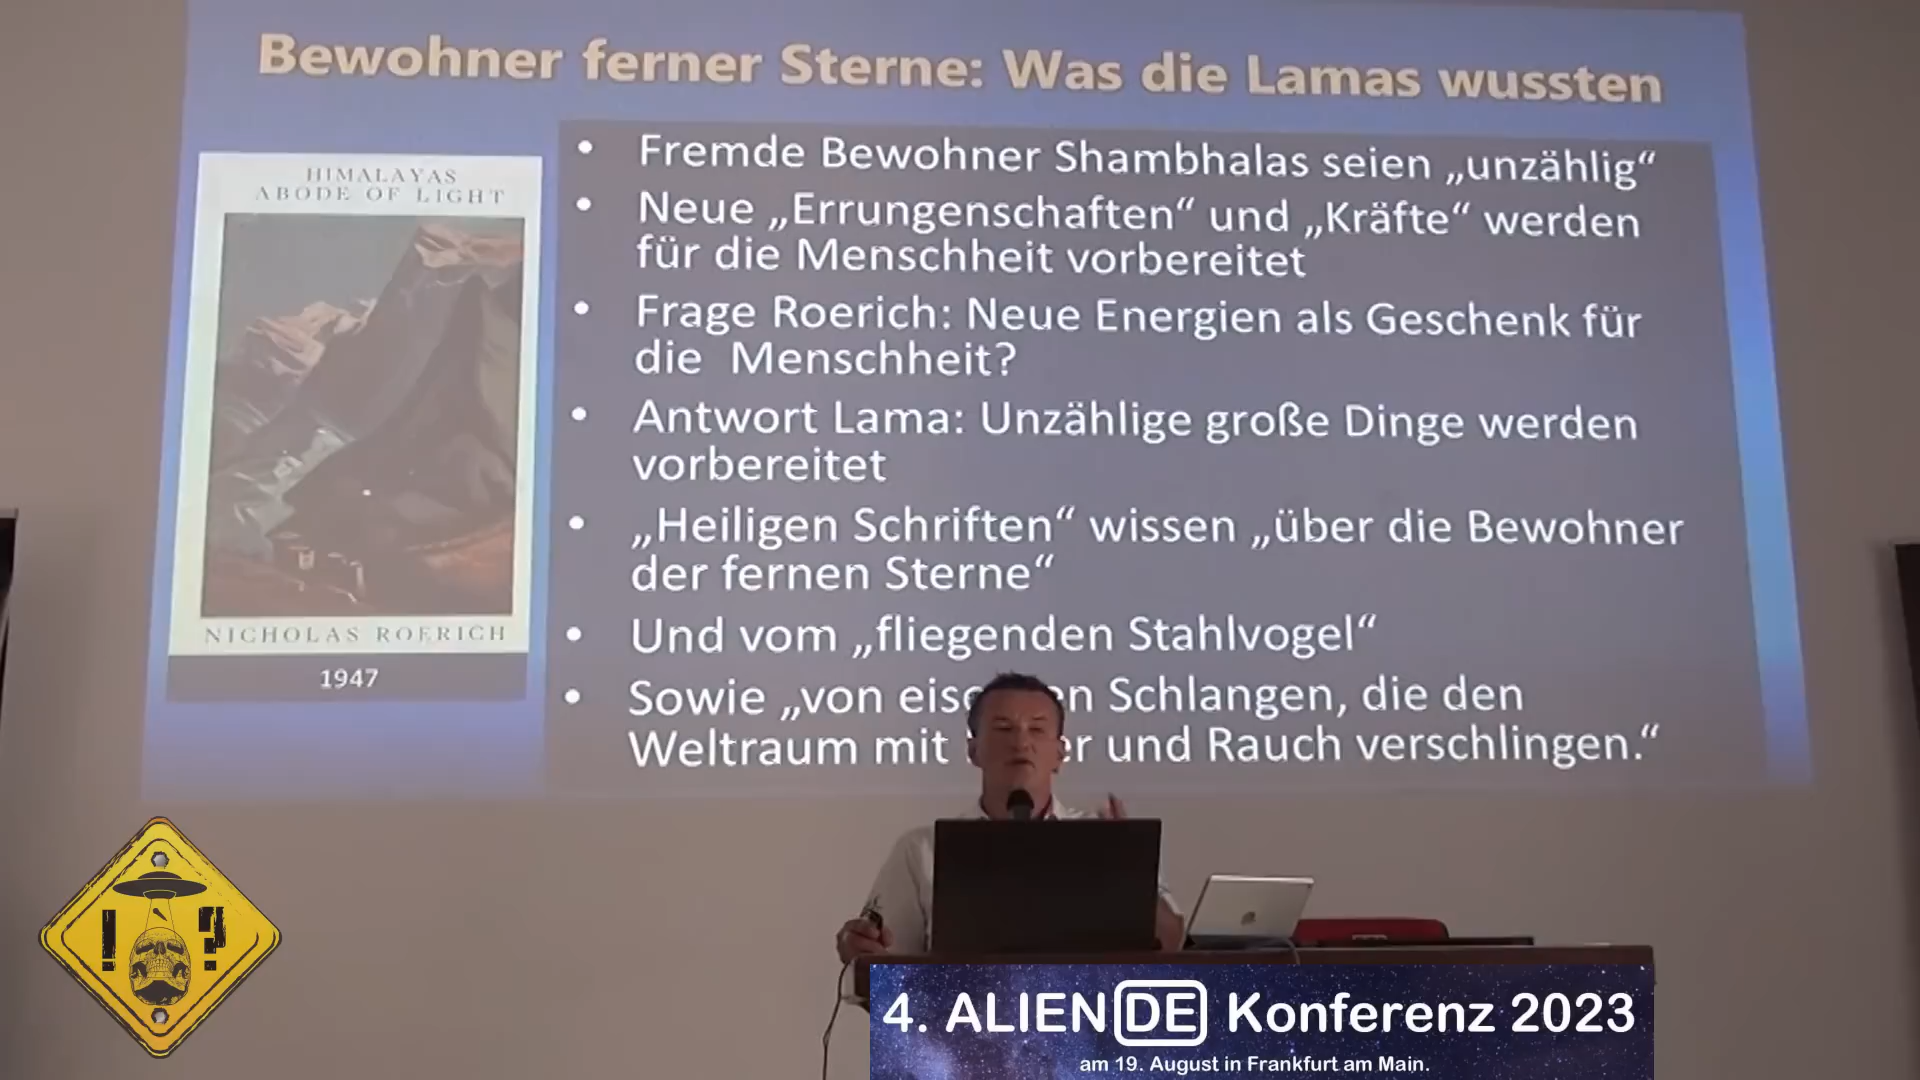 Bewohner ferner Sterne: Was die Lamas wussten
HIMALAYAS
ABODE OF LIGHT
NICHOLAS ROERICH
1947
• Fremde Bewohner Shambhalas seien „unzählig“
• Neue „Errungenschaften“ und „Kräfte“ werden
für die Menschheit vorbereitet
• Frage Roerich: Neue Energien als Geschenk für
die Menschheit?
• Antwort Lama: Unzählige große Dinge werden
vorbereitet
• „Heiligen Schriften“ wissen „über die Bewohner
der fernen Sterne“
• Und vom „fliegenden Stahlvogel“
• Sowie „von Schlangen, die den
Weltraum mit und Rauch verschlingen.“
! ?
4. ALIEN DE Konferenz 2023
am 19. August in Frankfurt am Main.